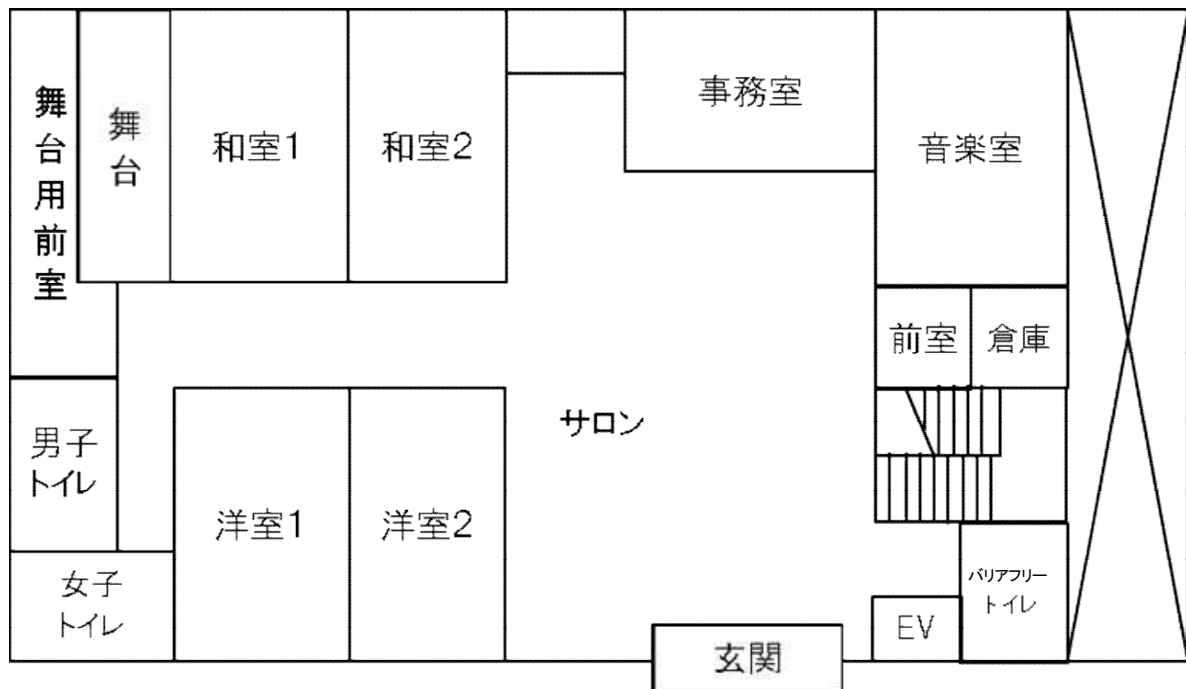 舞台用前室
舞台
和室1
和室2
事務室
音楽室
前室
倉庫
サロン
男子
トイレ
洋室1
洋室2
女子
トイレ
バリアフリー
トイレ
EV
玄関